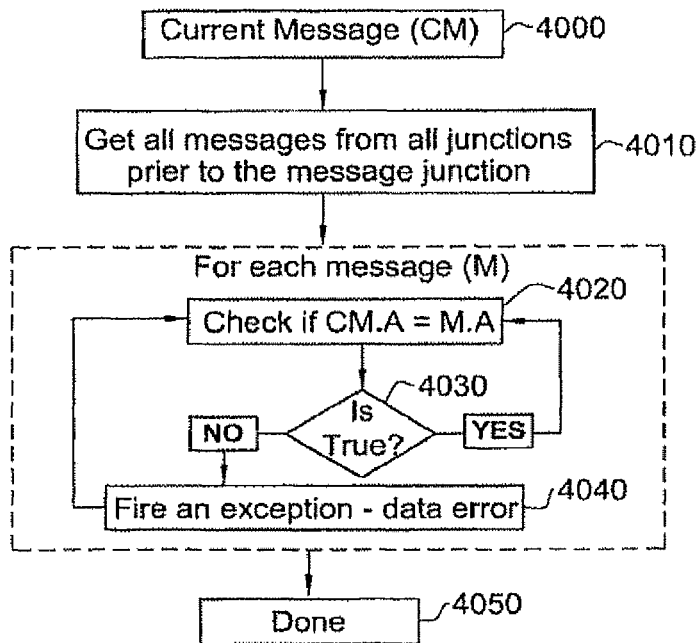 Current Message (CM)
4000
Get all messages from all junctions
prier to the message junction
4010
For each message (M)
4020
Check if CM.A = M.A
4030
Is
True?
NO
YES
Fire an exception - data error
4040
4050
Done